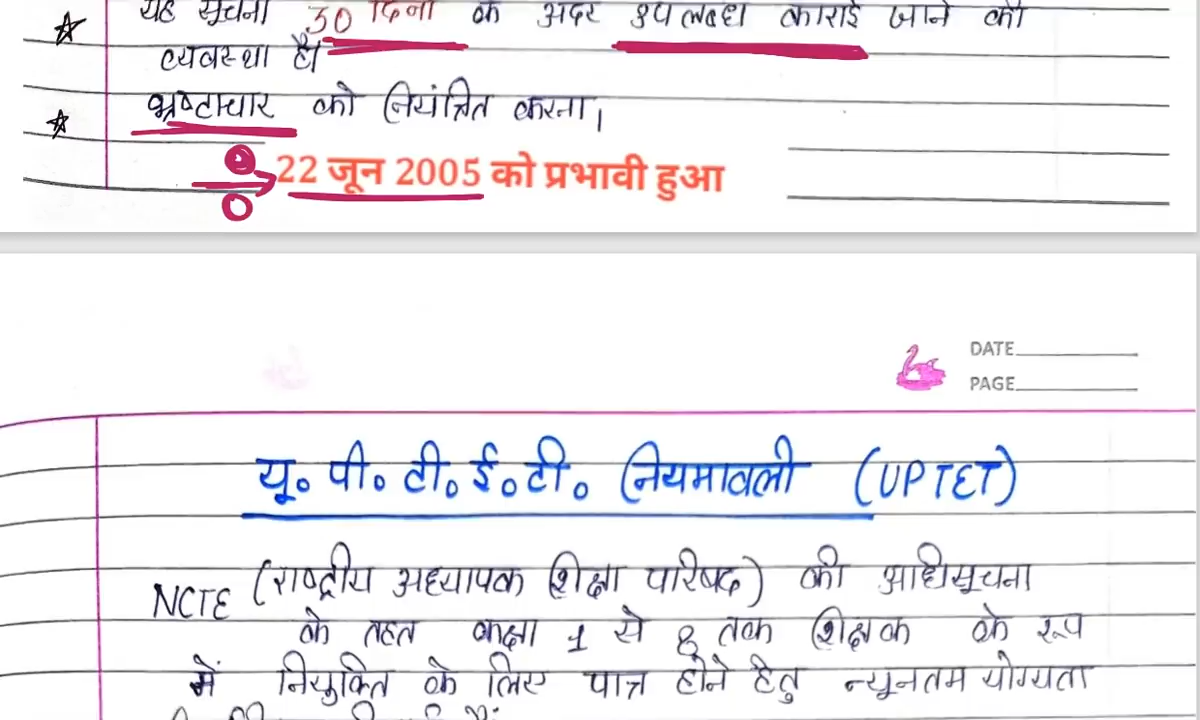 यह सूचना 30 दिनों के अंदर उपलब्ध काराई जाने की
व्यवस्था है।
भ्रष्टाचार को नियंत्रित करना।
22 जून 2005 को प्रभावी हुआ
DATE
PAGE
यू॰ पी॰ टी॰ ई॰ टी॰ नियमावली (UPTET)
NCTE (राष्ट्रीय अध्यापक शिक्षा परिषद) की अधिसूचना
के तहत कक्षा 1 से 8 तक शिक्षक के रूप
में नियुक्ति के लिए पात्र होने हेतु न्यूनतम योग्यता